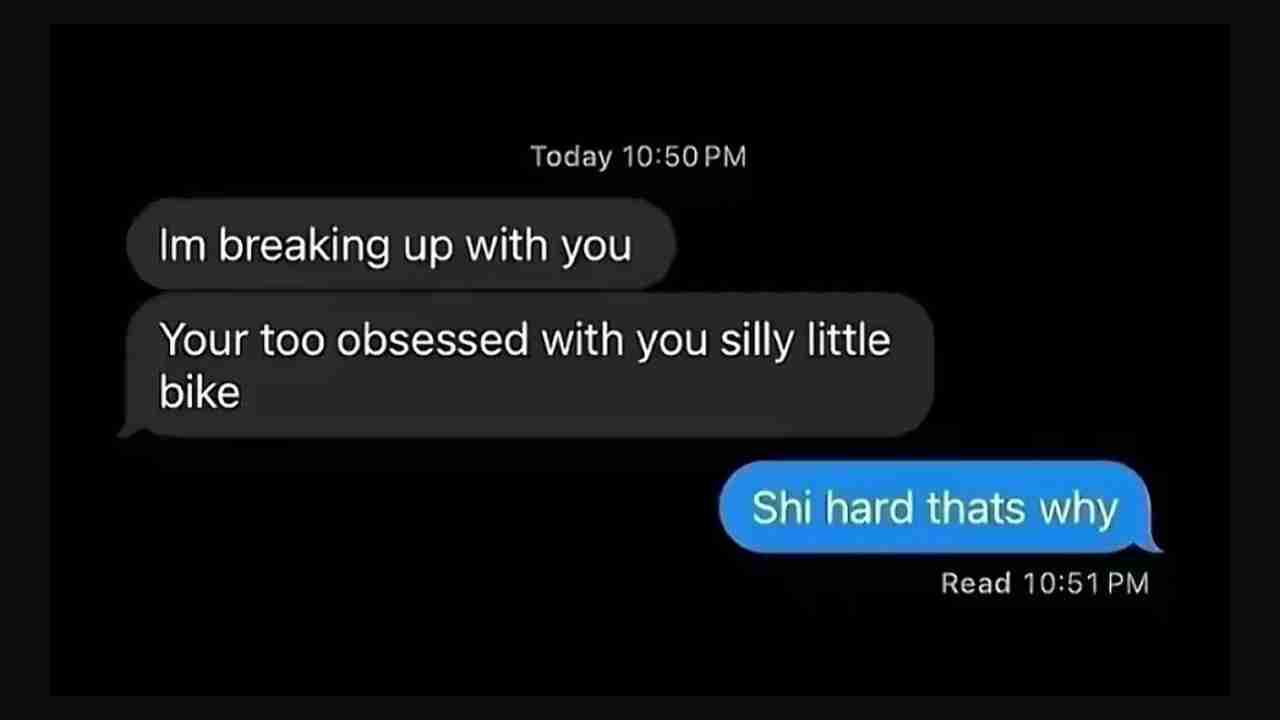 Today 10:50 PM
Im breaking up with you
Your too obsessed with you silly little
bike
Shi hard thats why
Read 10:51 PM